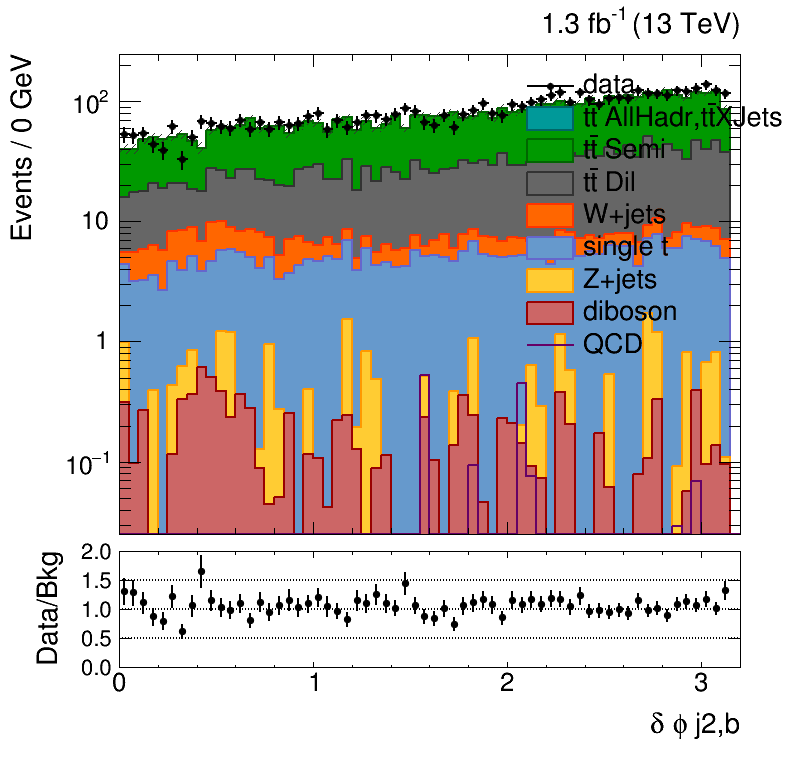 1.3 fb⁻¹ (13 TeV)
Events / 0 GeV
10²
10
1
10⁻¹
data
tt̄ AllHadr,tt̄XJets
tt̄ Semi
tt̄ Dil
W+jets
single t
Z+jets
diboson
QCD
Data/Bkg
2.0
1.5
1.0
0.5
0.0
0 1 2 3
δ ϕ j2,b